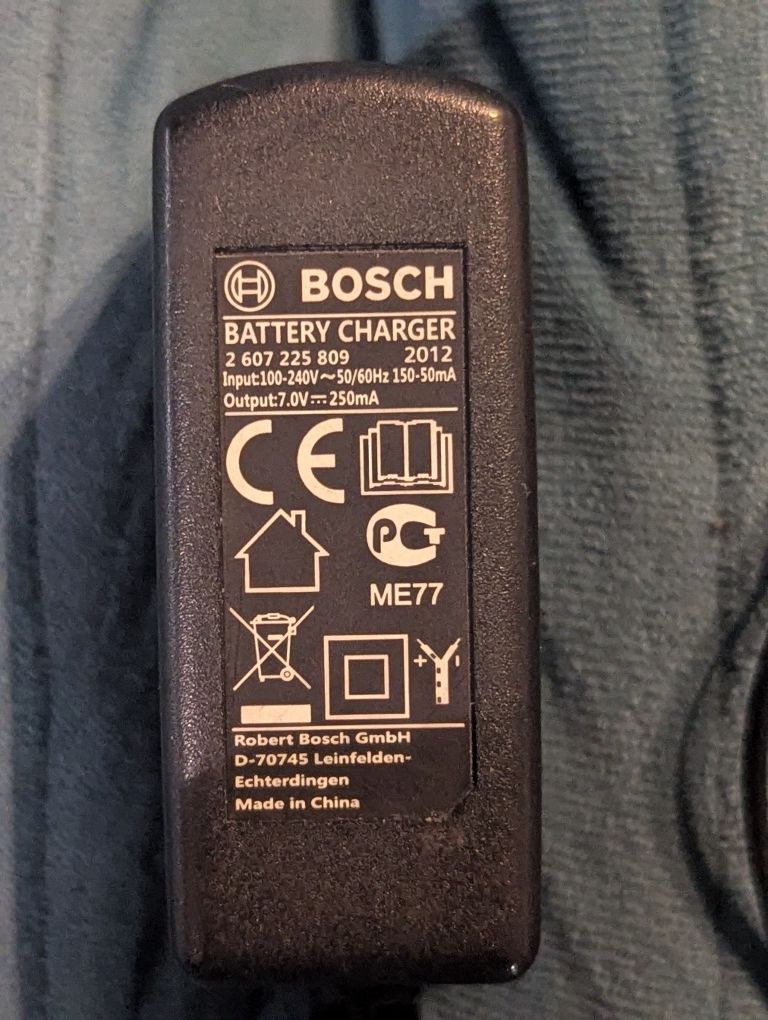 BOSCH
BATTERY CHARGER
2 607 225 809 2012
Input:100-240V～50/60Hz 150-50mA
Output:7.0V⎓250mA
CE
PCT
ME77
+ -
Robert Bosch GmbH
D-70745 Leinfelden-
Echterdingen
Made in China